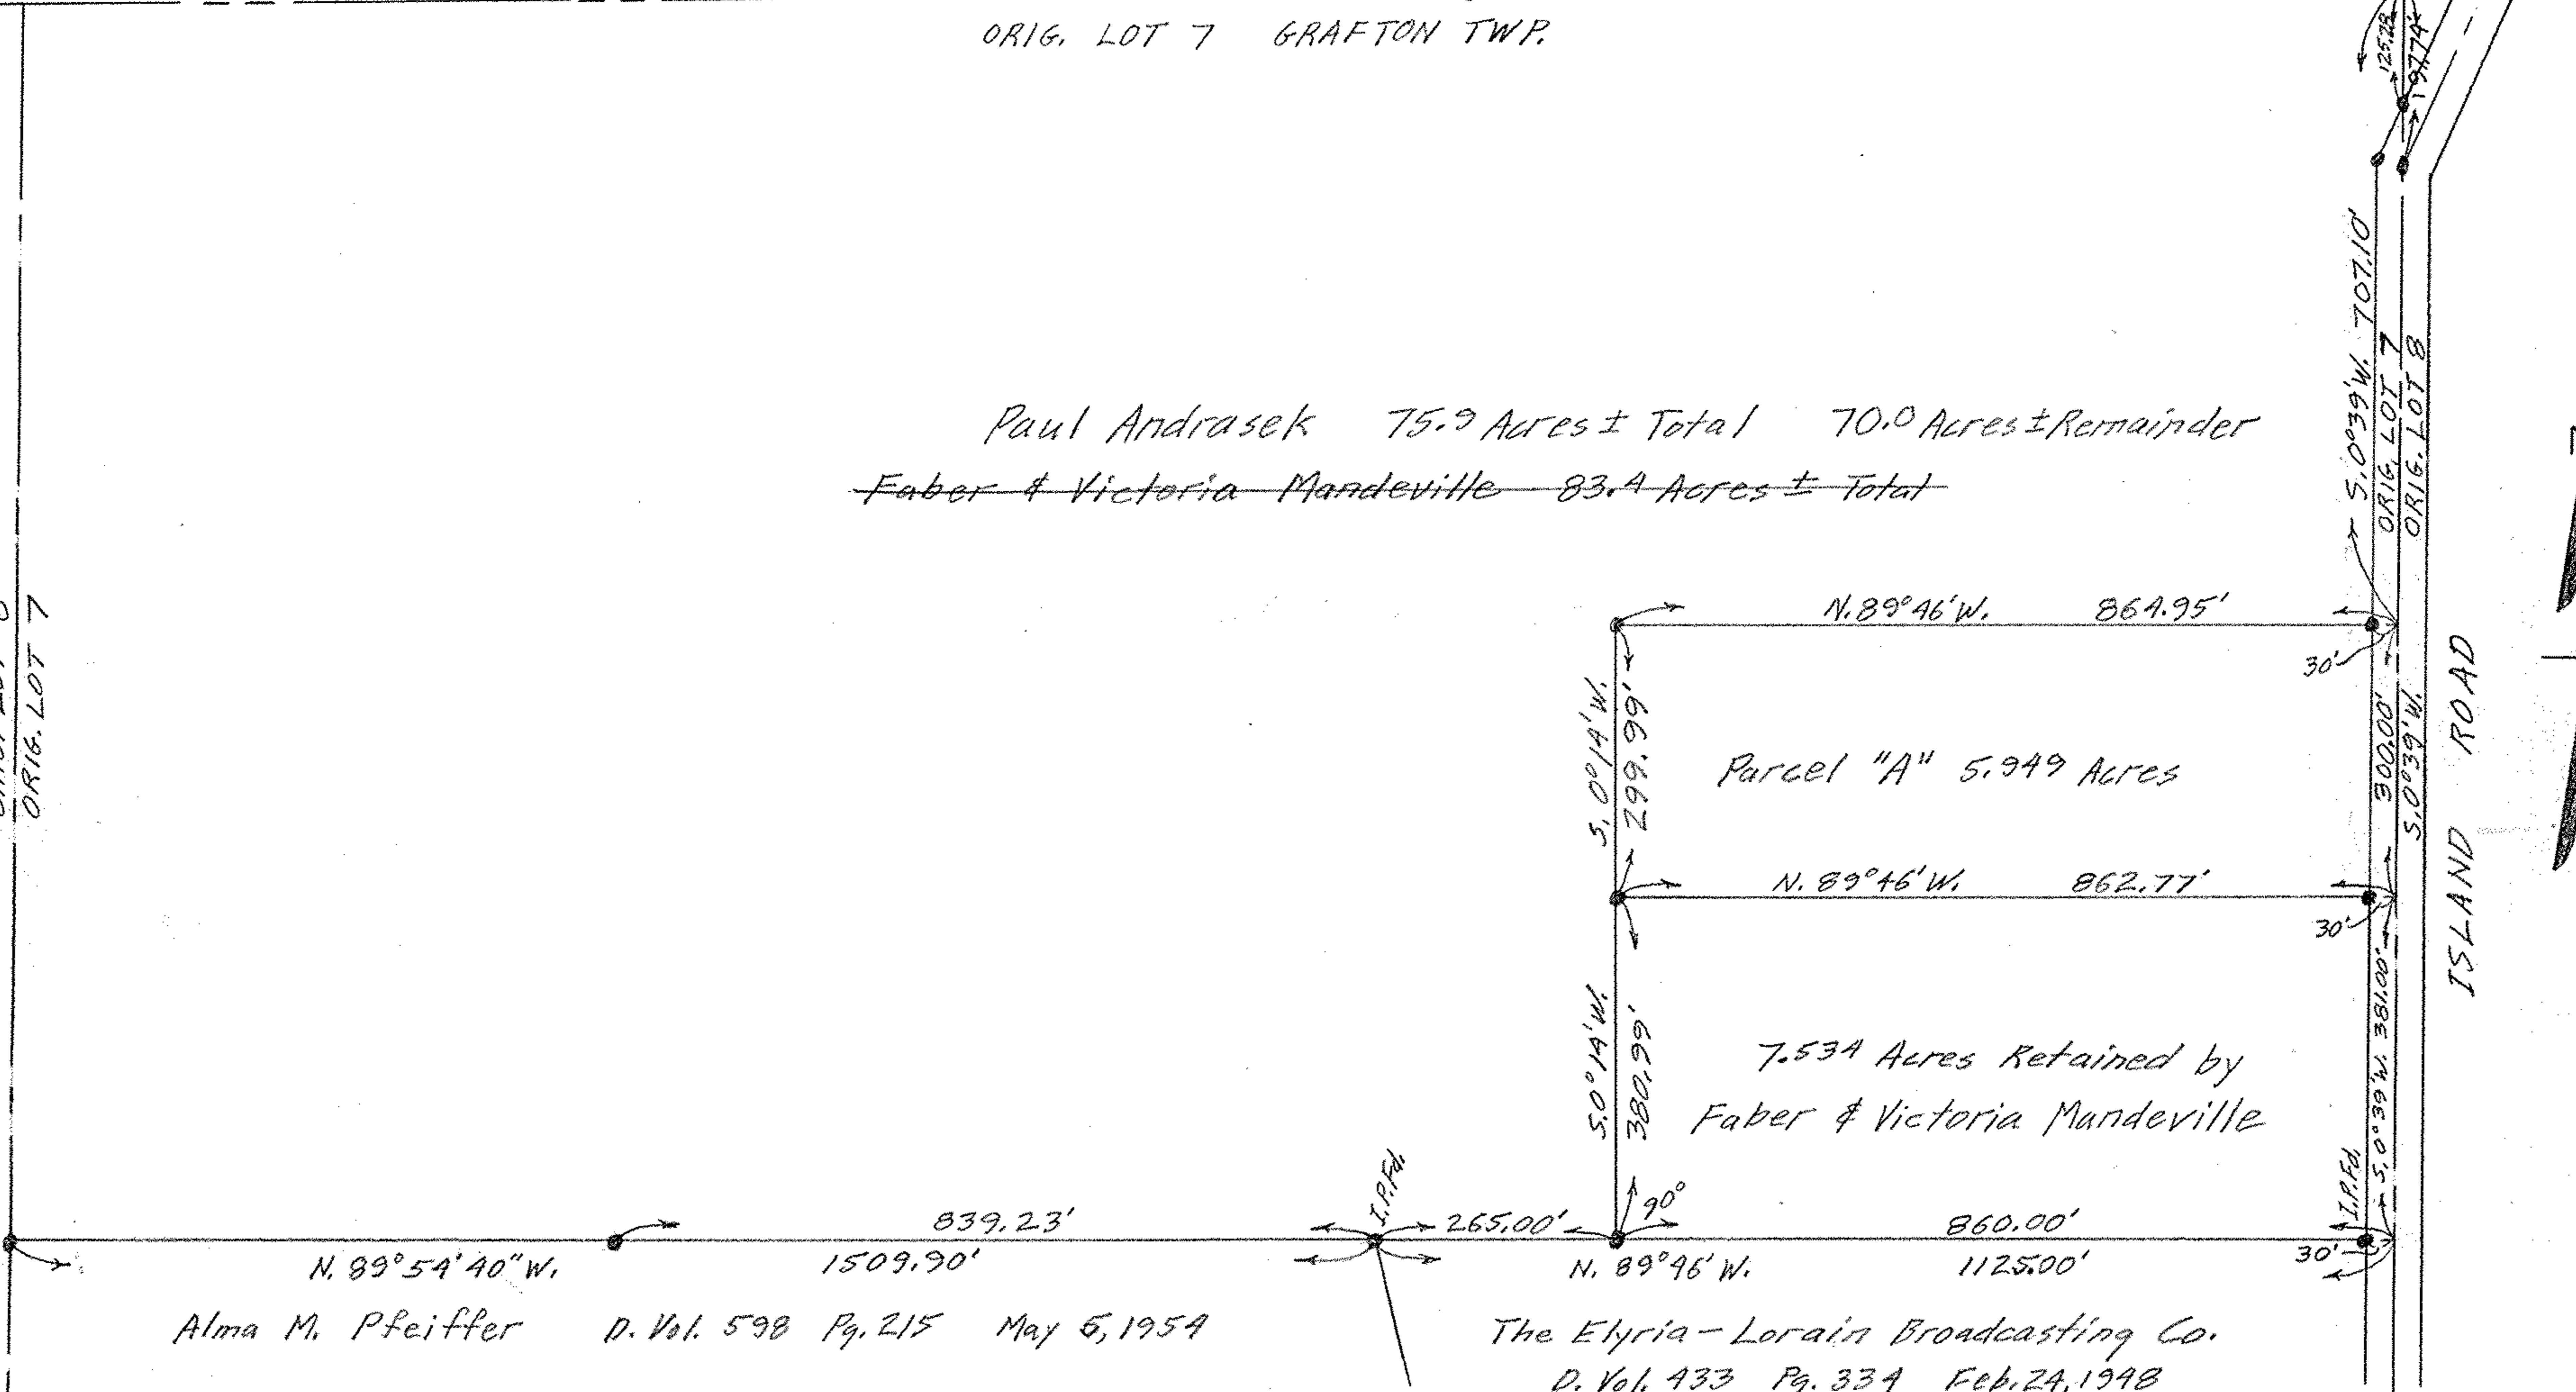 ORIG. LOT 7 GRAFTON TWP.
125.28
197.74'
S. 0°39'W. 707.10'
ORIG. LOT 7
ORIG. LOT 8
Paul Andrasek 75.9 Acres ± Total 70.0 Acres ± Remainder
Faber & Victoria Mandeville 83.4 Acres ± Total
ORIG. LOT 7
N. 89°46'W. 864.95'
30'
S. 0°14'W.
299.99'
Parcel "A" 5.949 Acres
300.00'
S. 0°39'W.
ISLAND ROAD
N. 89°46'W. 862.77'
30'
S. 0°14'W.
380.99'
7.534 Acres Retained by
Faber & Victoria Mandeville
S. 0°39'W. 381.00'
I.P.Fd.
I.P.Fd.
90°
839.23'
265.00'
860.00'
30'
N. 89°54'40"W. 1509.90'
N. 89°46'W. 1125.00'
Alma M. Pfeiffer D. Vol. 598 Pg. 215 May 5, 1954
The Elyria-Lorain Broadcasting Co.
D. Vol. 433 Pg. 334 Feb. 24, 1948